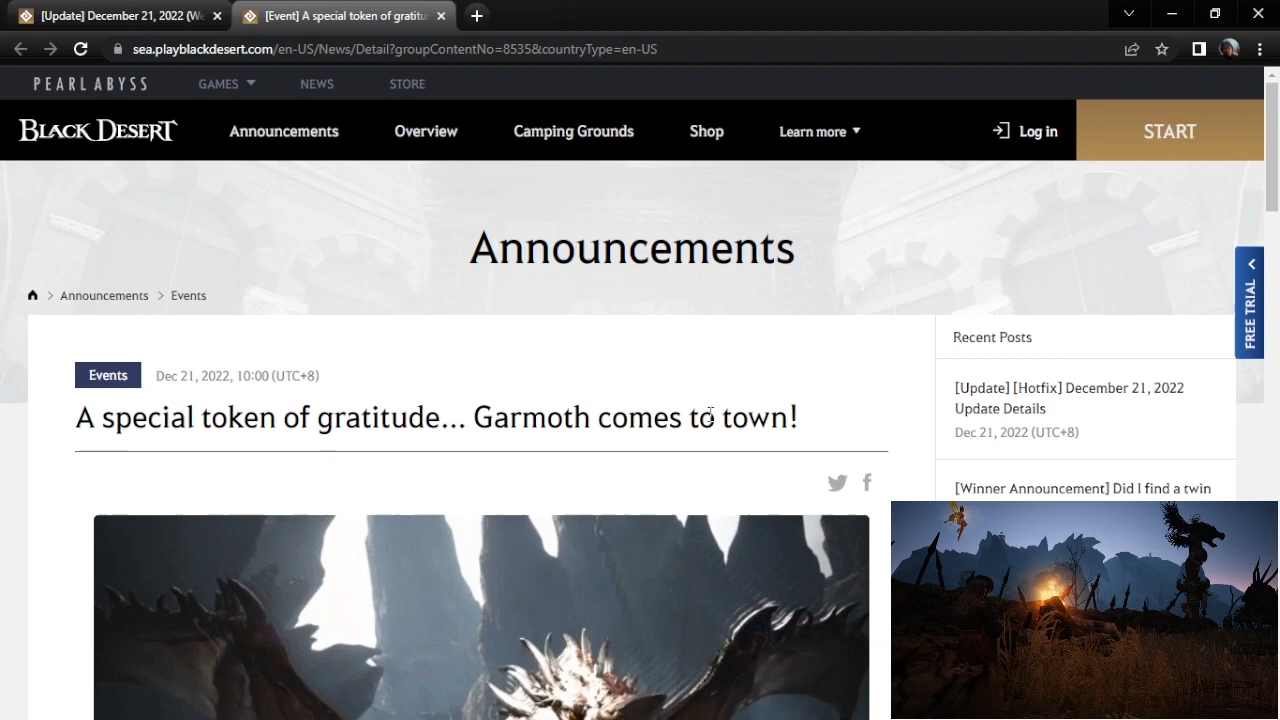 [Update] December 21, 2022 (We
[Event] A special token of gratitu
sea.playblackdesert.com/en-US/News/Detail?groupContentNo=8535&countryType=en-US
PEARL ABYSS
GAMES
NEWS
STORE
BLACK DESERT
Announcements
Overview
Camping Grounds
Shop
Learn more
Log in
START
Announcements
Announcements > Events
FREE TRIAL
Events
Dec 21, 2022, 10:00 (UTC+8)
A special token of gratitude... Garmoth comes to town!
Recent Posts
[Update] [Hotfix] December 21, 2022
Update Details
Dec 21, 2022 (UTC+8)
[Winner Announcement] Did I find a twin